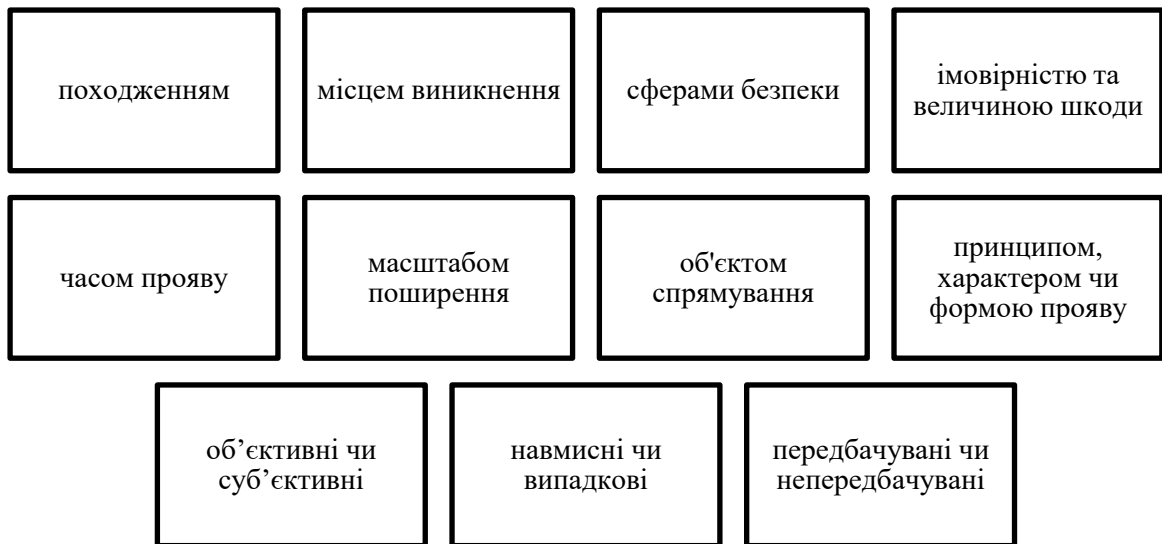 походженням
місцем виникнення
сферами безпеки
імовірністю та
величиною шкоди
часом прояву
масштабом
поширення
об'єктом
спрямування
принципом,
характером чи
формою прояву
об’єктивні чи
суб’єктивні
навмисні чи
випадкові
передбачувані чи
непередбачувані